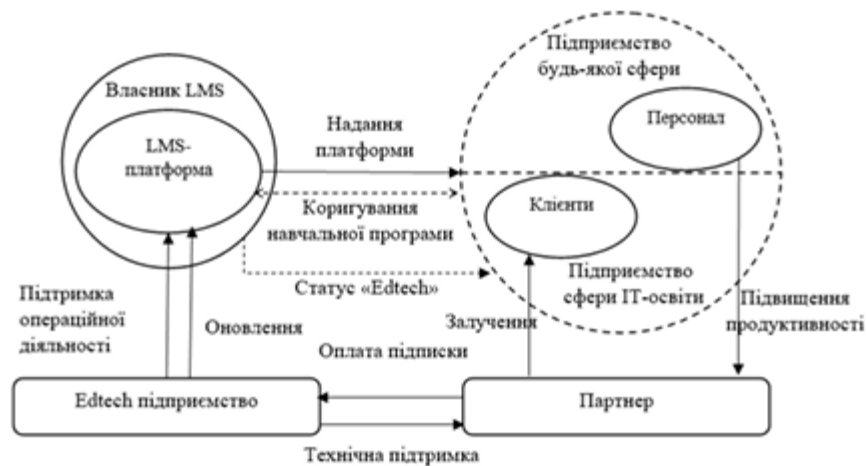 Підприємство
будь-якої сфери
Власник LMS
LMS-
платформа
Надання
платформи
Персонал
Коригування
навчальної програми
Клієнти
Статус «Edtech»
Підприємство
сфери ІТ-освіти
Підтримка
операційної
діяльності
Оновлення
Залучення
Підвищення
продуктивності
Оплата підписки
Edtech підприємство
Партнер
Технічна підтримка